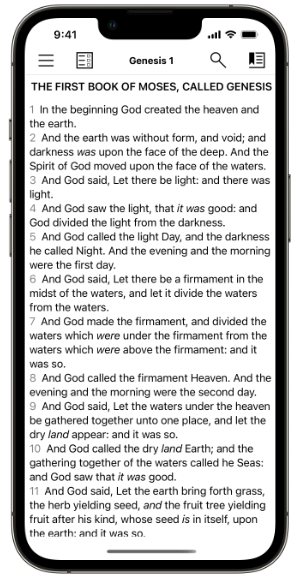 9:41
Genesis 1
THE FIRST BOOK OF MOSES, CALLED GENESIS
1 In the beginning God created the heaven and
the earth.
2 And the earth was without form, and void; and
darkness was upon the face of the deep. And the
Spirit of God moved upon the face of the waters.
3 And God said, Let there be light: and there was
light.
4 And God saw the light, that it was good: and
God divided the light from the darkness.
5 And God called the light Day, and the darkness
he called Night. And the evening and the morning
were the first day.
6 And God said, Let there be a firmament in the
midst of the waters, and let it divide the waters
from the waters.
7 And God made the firmament, and divided the
waters which were under the firmament from the
waters which were above the firmament: and it
was so.
8 And God called the firmament Heaven. And the
evening and the morning were the second day.
9 And God said, Let the waters under the heaven
be gathered together unto one place, and let the
dry land appear: and it was so.
10 And God called the dry land Earth; and the
gathering together of the waters called he Seas:
and God saw that it was good.
11 And God said, Let the earth bring forth grass,
the herb yielding seed, and the fruit tree yielding
fruit after his kind, whose seed is in itself, upon
the earth: and it was so.